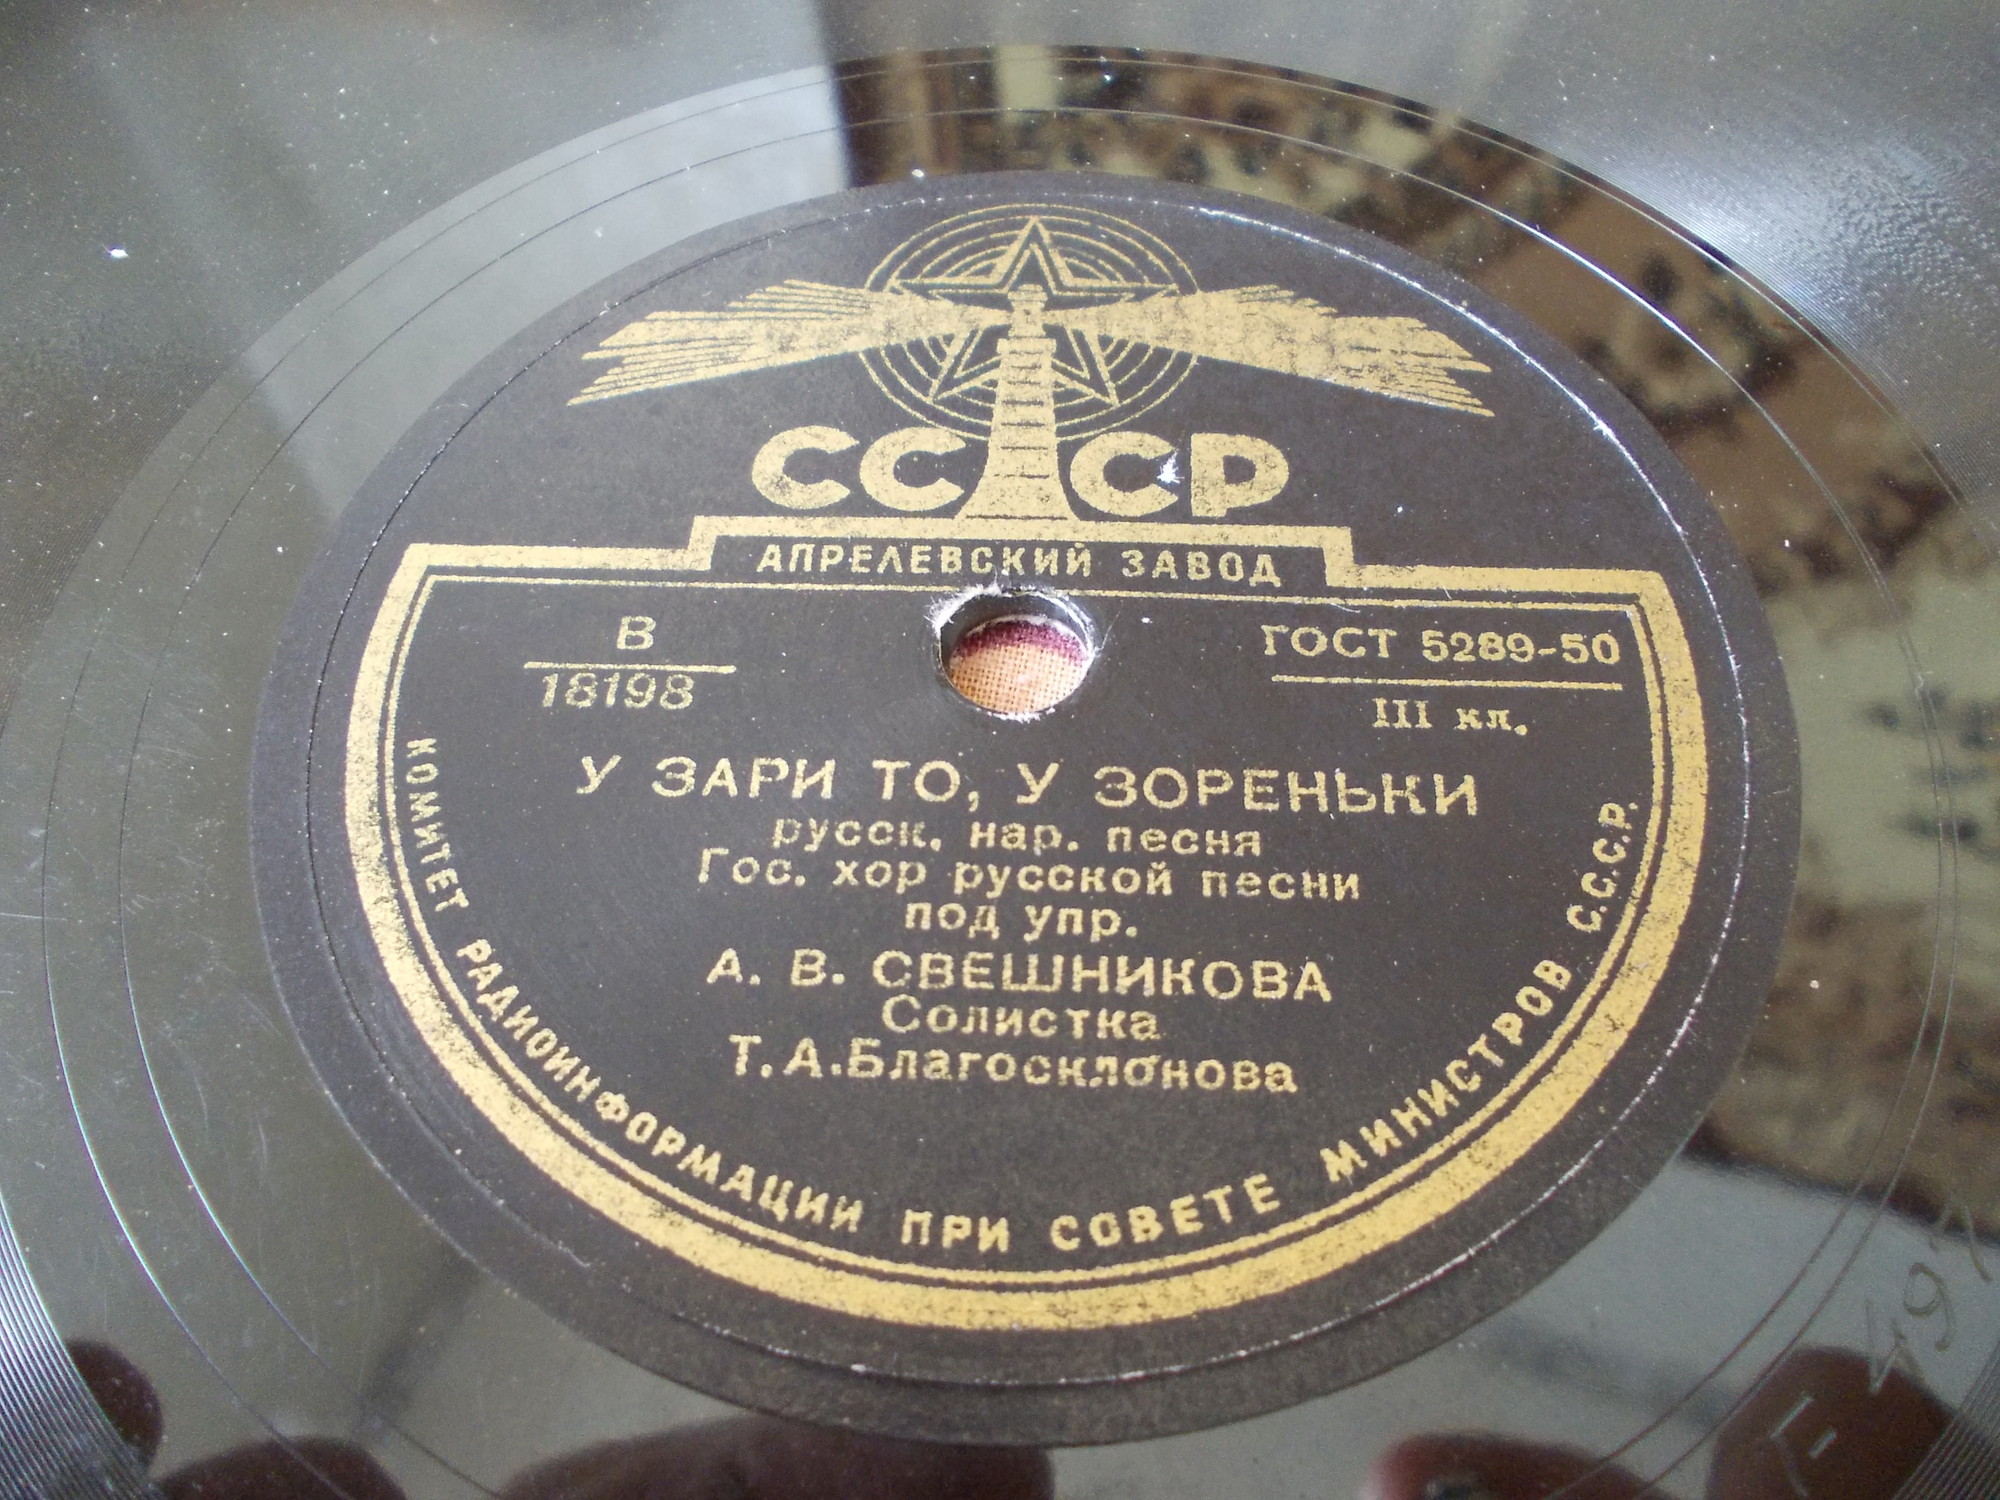 СССР
АПРЕЛЕВСКИЙ ЗАВОД
В
18198
ГОСТ 5289-50
III кл.
У ЗАРИ ТО, У ЗОРЕНЬКИ
русск. нар. песня
Гос. хор русской песни
под упр.
А. В. СВЕШНИКОВА
Солистка
Т.А.Благосклонова
КОМИТЕТ РАДИОИНФОРМАЦИИ ПРИ СОВЕТЕ МИНИСТРОВ С.С.С.Р.